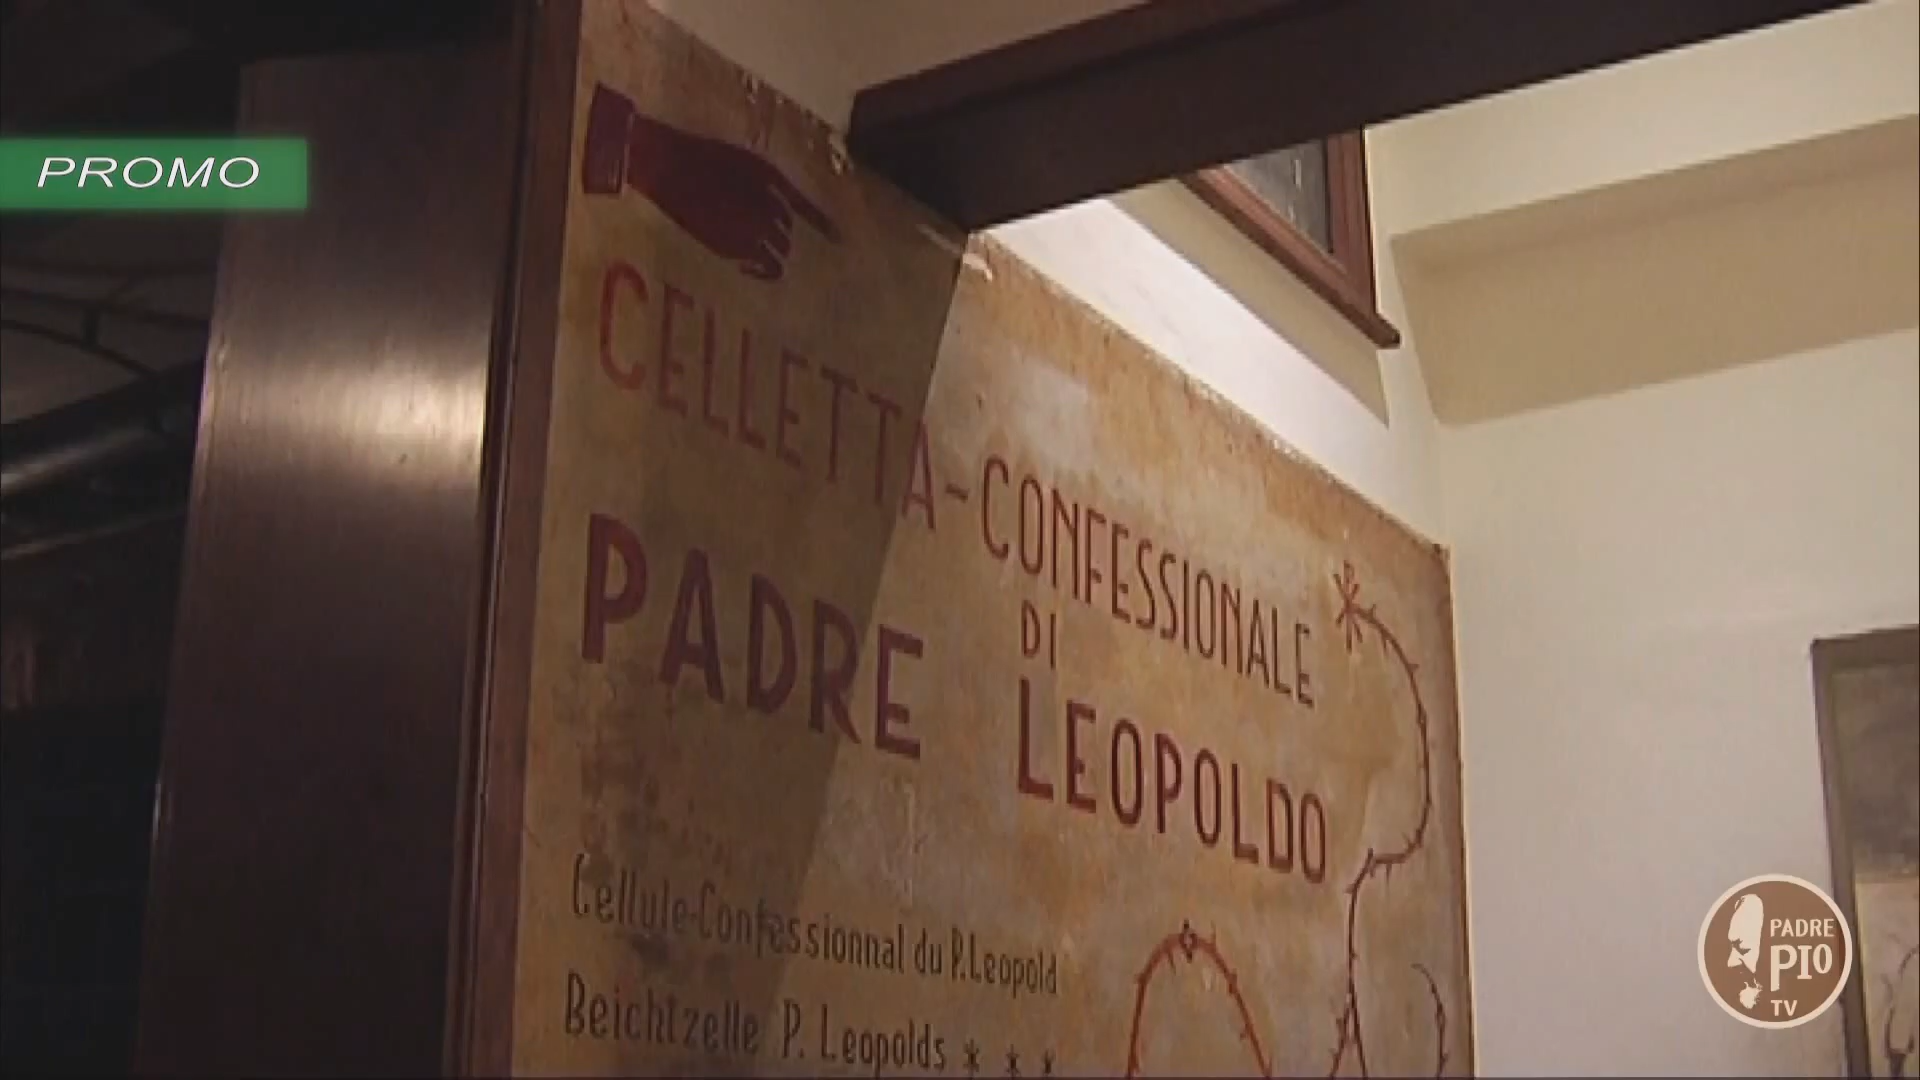 PROMO
CELLETTA-CONFESSIONALE
DI
PADRE LEOPOLDO
Cellule-Confessionnal du P. Leopold
Beichtzelle P. Leopolds * * *
PADRE
PIO
TV